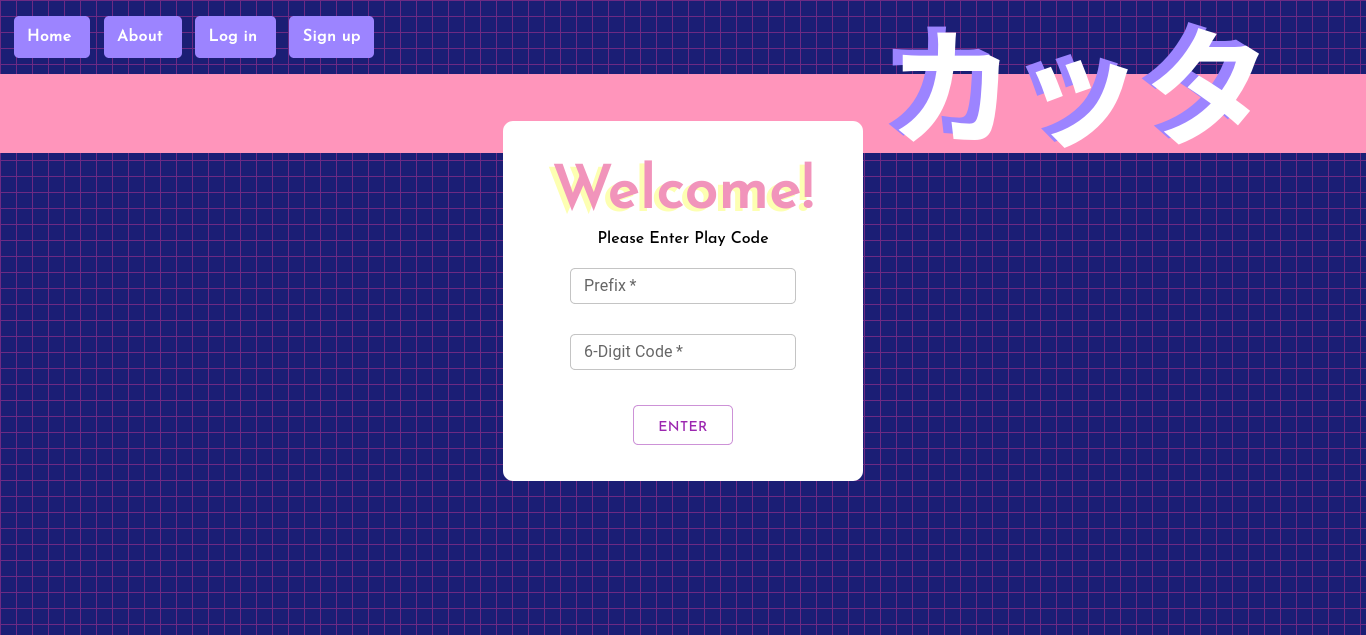 Home About Log in Sign up
カッタ
Welcome!
Please Enter Play Code
Prefix *
6-Digit Code *
ENTER